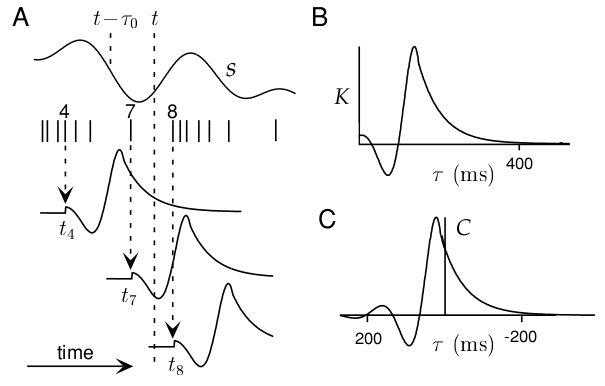 A
t−τ₀ t
s
4 7 8
t₄
t₇
t₈
time
B
K
400
τ (ms)
C
C
200 -200
τ (ms)